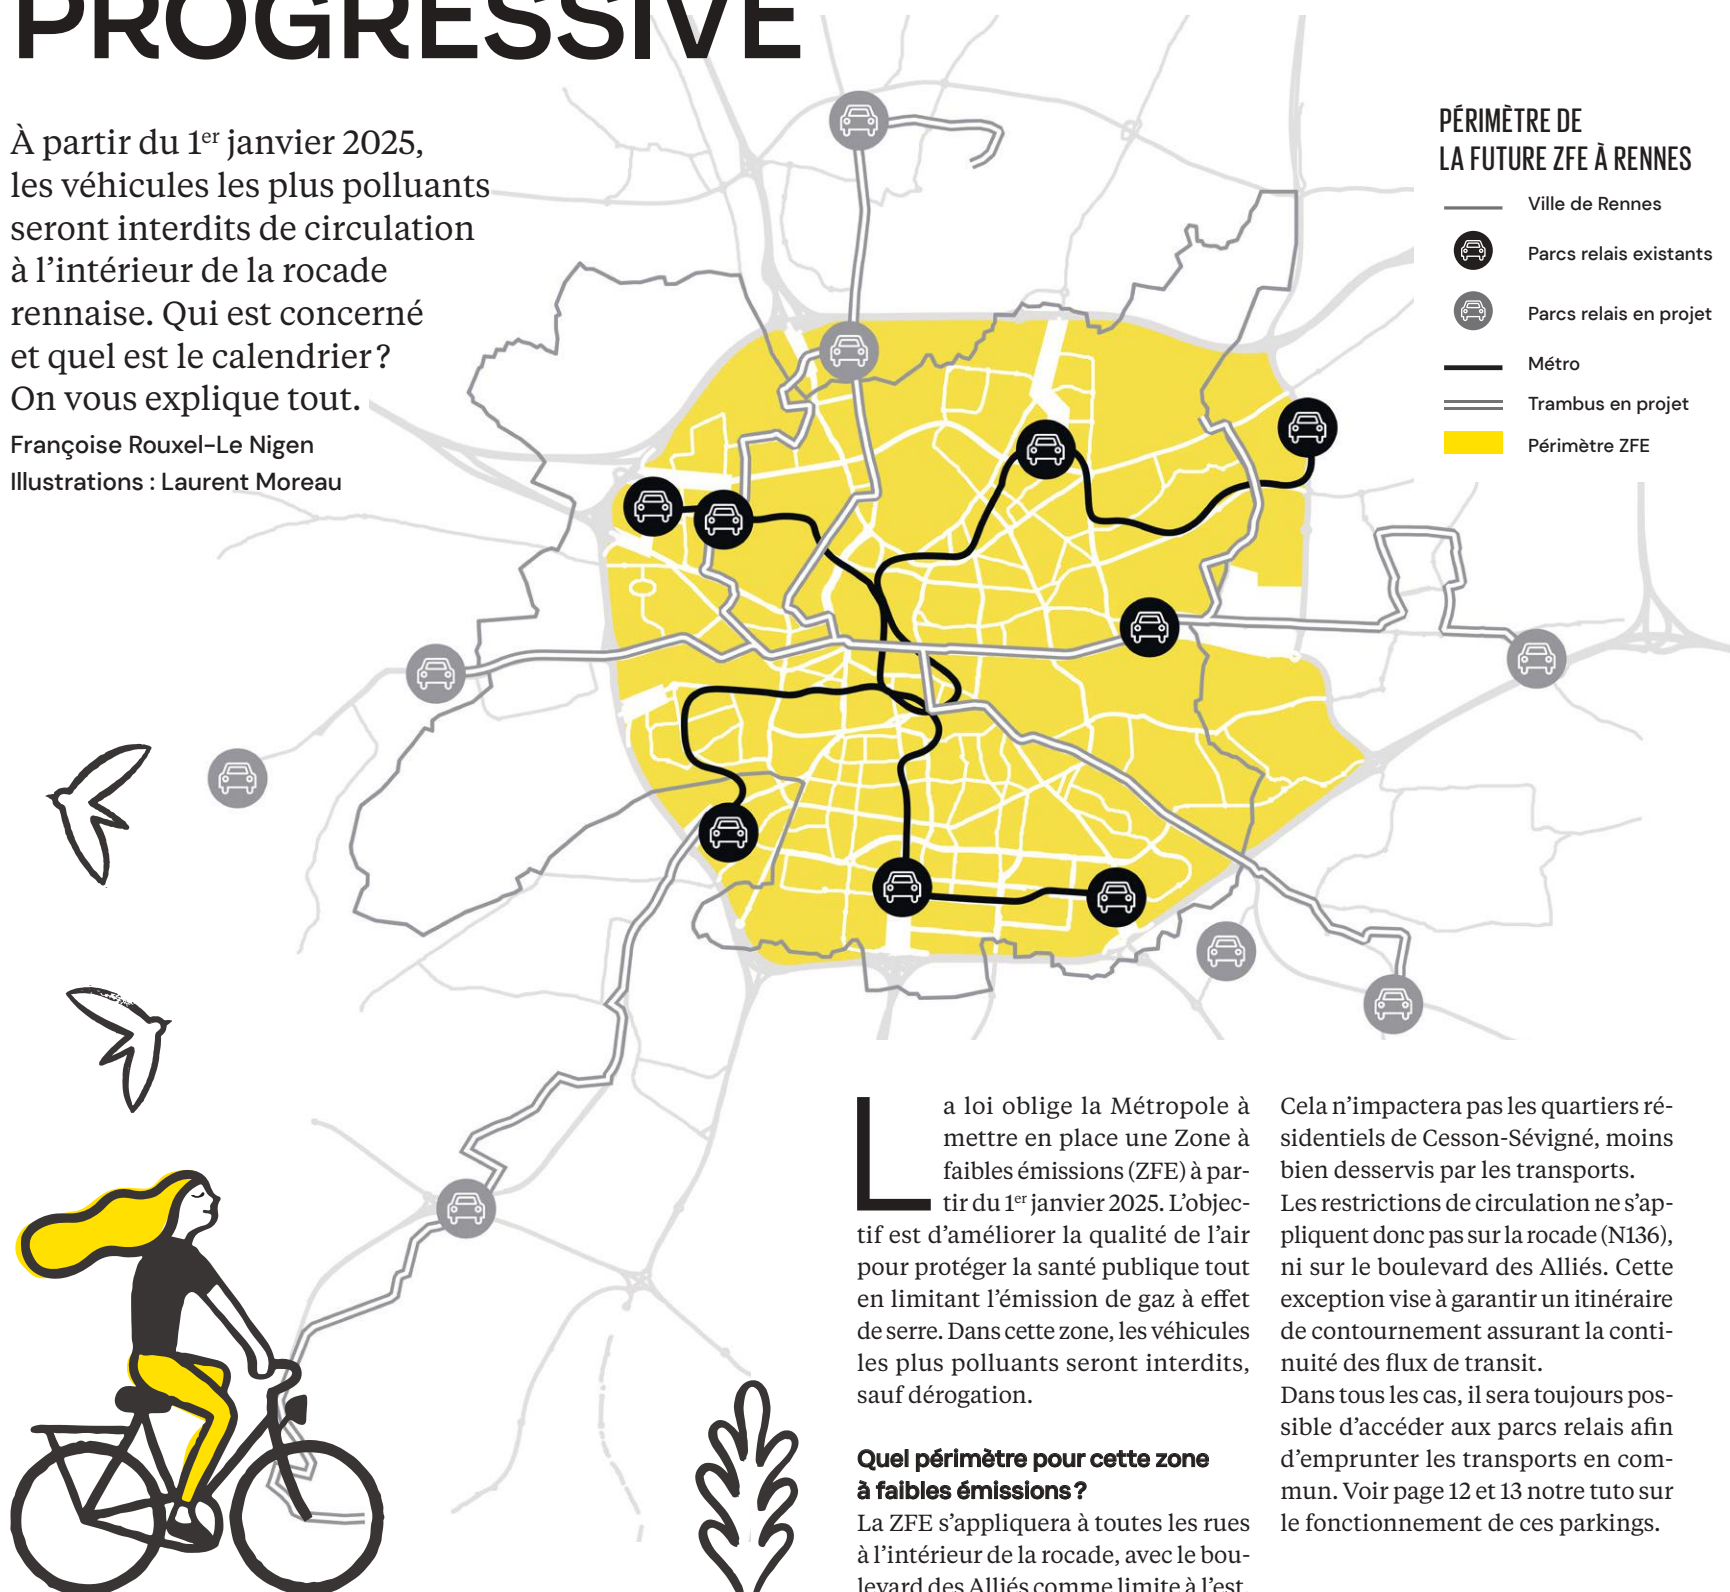 PROGRESSIVE
À partir du 1er janvier 2025,
les véhicules les plus polluants
seront interdits de circulation
à l’intérieur de la rocade
rennaise. Qui est concerné
et quel est le calendrier ?
On vous explique tout.
Françoise Rouxel-Le Nigen
Illustrations : Laurent Moreau
PÉRIMÈTRE DE
LA FUTURE ZFE À RENNES
Ville de Rennes
Parcs relais existants
Parcs relais en projet
Métro
Trambus en projet
Périmètre ZFE
La loi oblige la Métropole à
mettre en place une Zone à
faibles émissions (ZFE) à par-
tir du 1er janvier 2025. L’objec-
tif est d’améliorer la qualité de l’air
pour protéger la santé publique tout
en limitant l’émission de gaz à effet
de serre. Dans cette zone, les véhicules
les plus polluants seront interdits,
sauf dérogation.
Quel périmètre pour cette zone
à faibles émissions ?
La ZFE s’appliquera à toutes les rues
à l’intérieur de la rocade, avec le bou-
levard des Alliés comme limite à l’est.
Cela n’impactera pas les quartiers ré-
sidentiels de Cesson-Sévigné, moins
bien desservis par les transports.
Les restrictions de circulation ne s’ap-
pliquent donc pas sur la rocade (N136),
ni sur le boulevard des Alliés. Cette
exception vise à garantir un itinéraire
de contournement assurant la conti-
nuité des flux de transit.
Dans tous les cas, il sera toujours pos-
sible d’accéder aux parcs relais afin
d’emprunter les transports en com-
mun. Voir page 12 et 13 notre tuto sur
le fonctionnement de ces parkings.